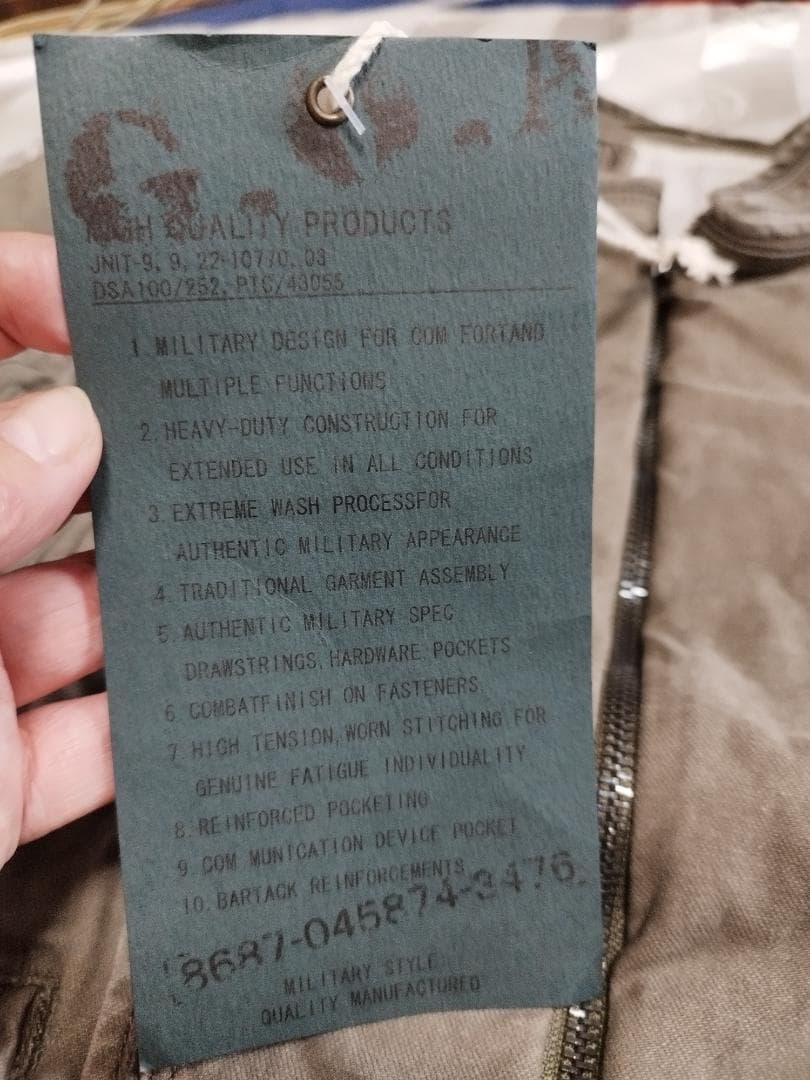 G.
HIGH QUALITY PRODUCTS
JNIT-9, 9, 22-10770, 03
DSA100/252, PTC/43055
1 MILITARY DESIGN FOR COM FORTAND
MULTIPLE FUNCTIONS
2. HEAVY-DUTY CONSTRUCTION FOR
EXTENDED USE IN ALL CONDITIONS
3. EXTREME WASH PROCESSFOR
AUTHENTIC MILITARY APPEARANCE
4. TRADITIONAL GARMENT ASSEMBLY
5. AUTHENTIC MILITARY SPEC
DRAWSTRINGS, HARDWARE POCKETS
6 COMBATFINISH ON FASTENERS
7 HIGH TENSION, WORN STITCHING FOR
GENUINE FATIGUE INDIVIDUALITY
8. REINFORCED POCKETING
9 COM MUNICATION DEVICE POCKET
10. BARTACK REINFORCEMENTS
8687-045874-3476
MILITARY STYLE
QUALITY MANUFACTURED